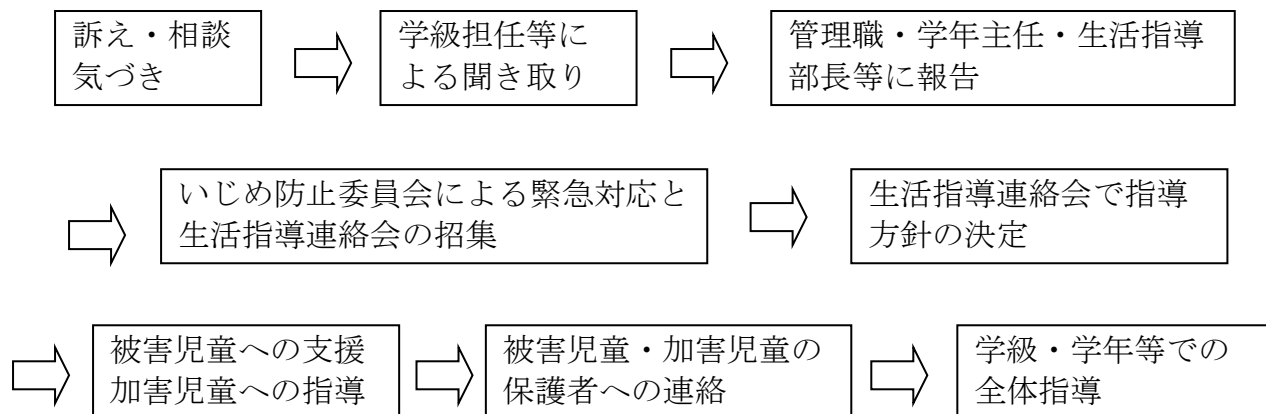 訴え・相談
気づき
学級担任等に
よる聞き取り
管理職・学年主任・生活指導
部長等に報告
いじめ防止委員会による緊急対応と
生活指導連絡会の招集
生活指導連絡会で指導
方針の決定
被害児童への支援
加害児童への指導
被害児童・加害児童の
保護者への連絡
学級・学年等での
全体指導